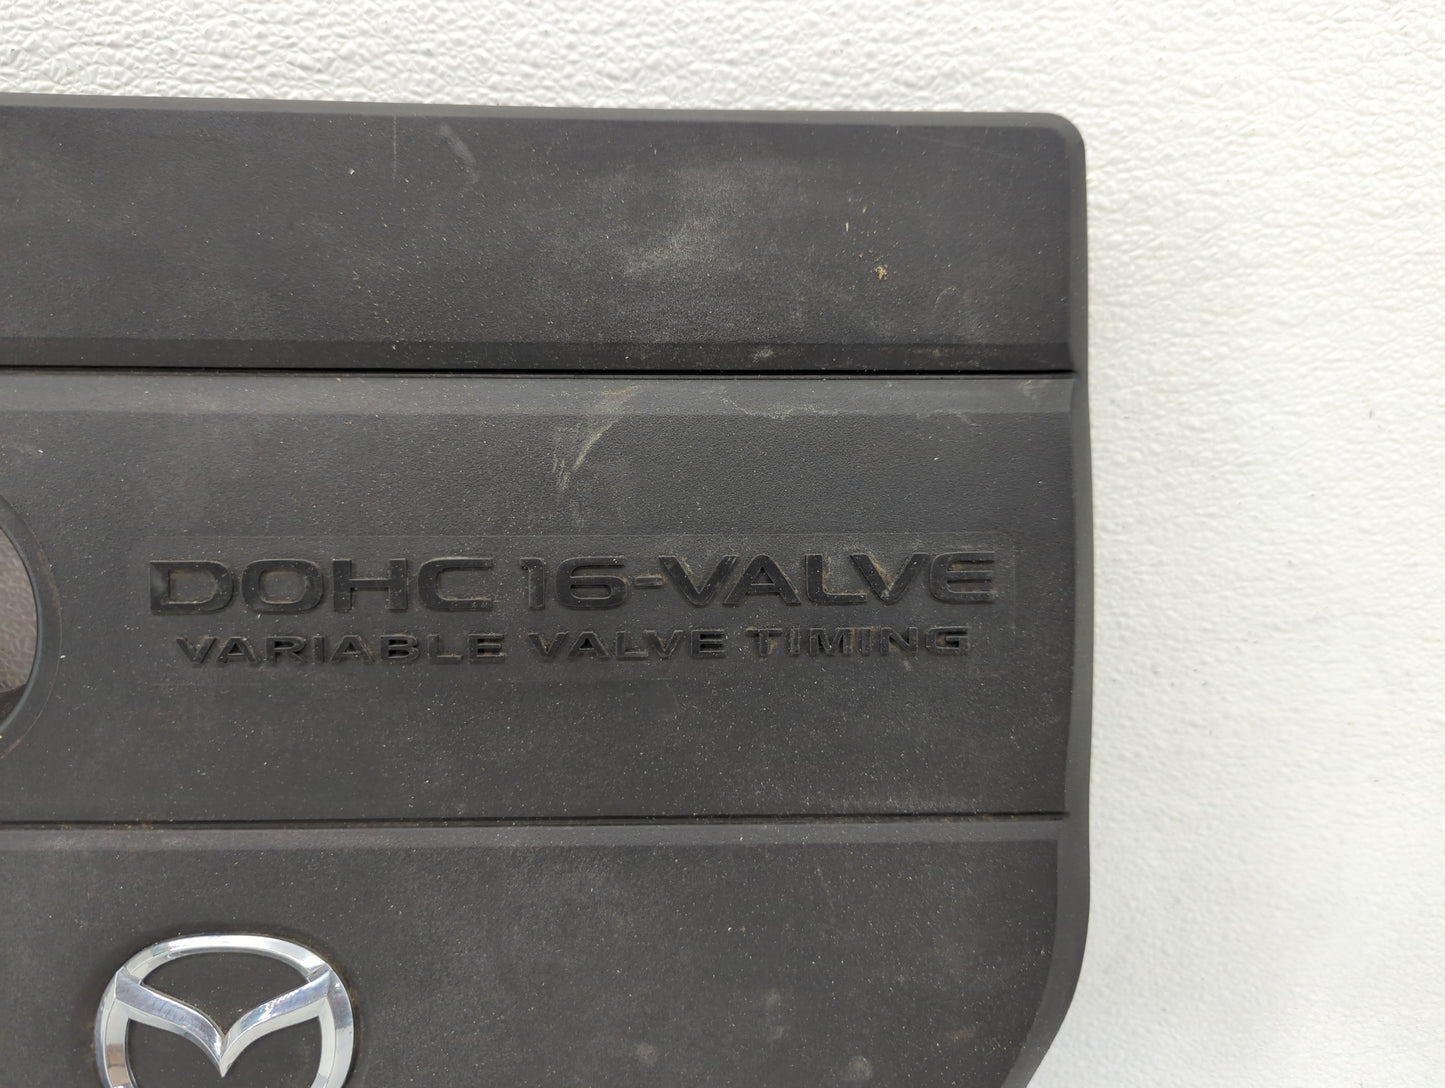 DOHC 16-VALVE
VARIABLE VALVE TIMING